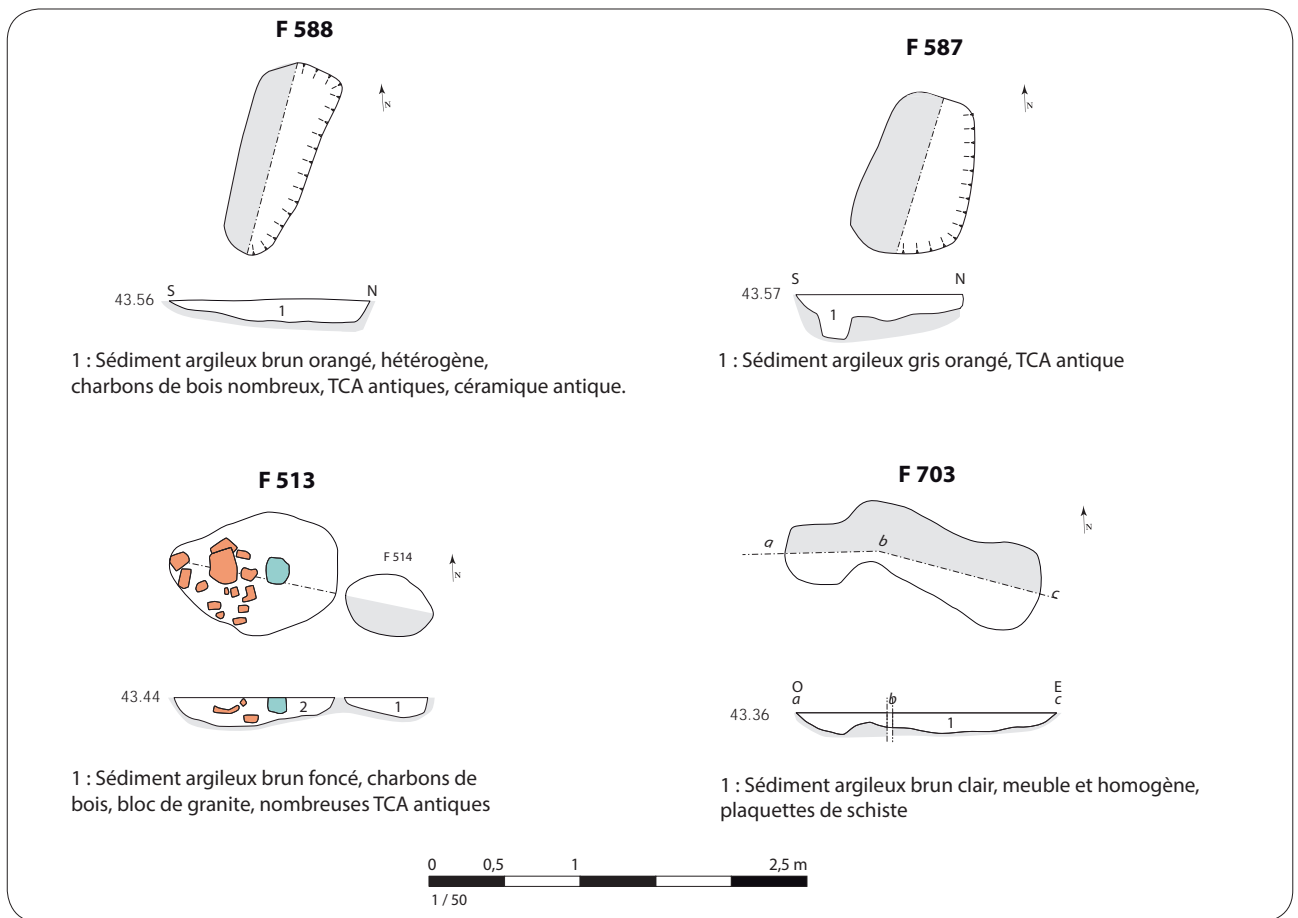 F 588
N
43.56
S
N
1
1 : Sédiment argileux brun orangé, hétérogène,
charbons de bois nombreux, TCA antiques, céramique antique.
F 587
N
S
N
43.57
1
1 : Sédiment argileux gris orangé, TCA antique
F 513
F 514
N
43.44
2
1
1 : Sédiment argileux brun foncé, charbons de
bois, bloc de granite, nombreuses TCA antiques
F 703
N
a
b
c
O
E
a
b
c
43.36
1
1 : Sédiment argileux brun clair, meuble et homogène,
plaquettes de schiste
0 0,5 1 2,5 m
1 / 50